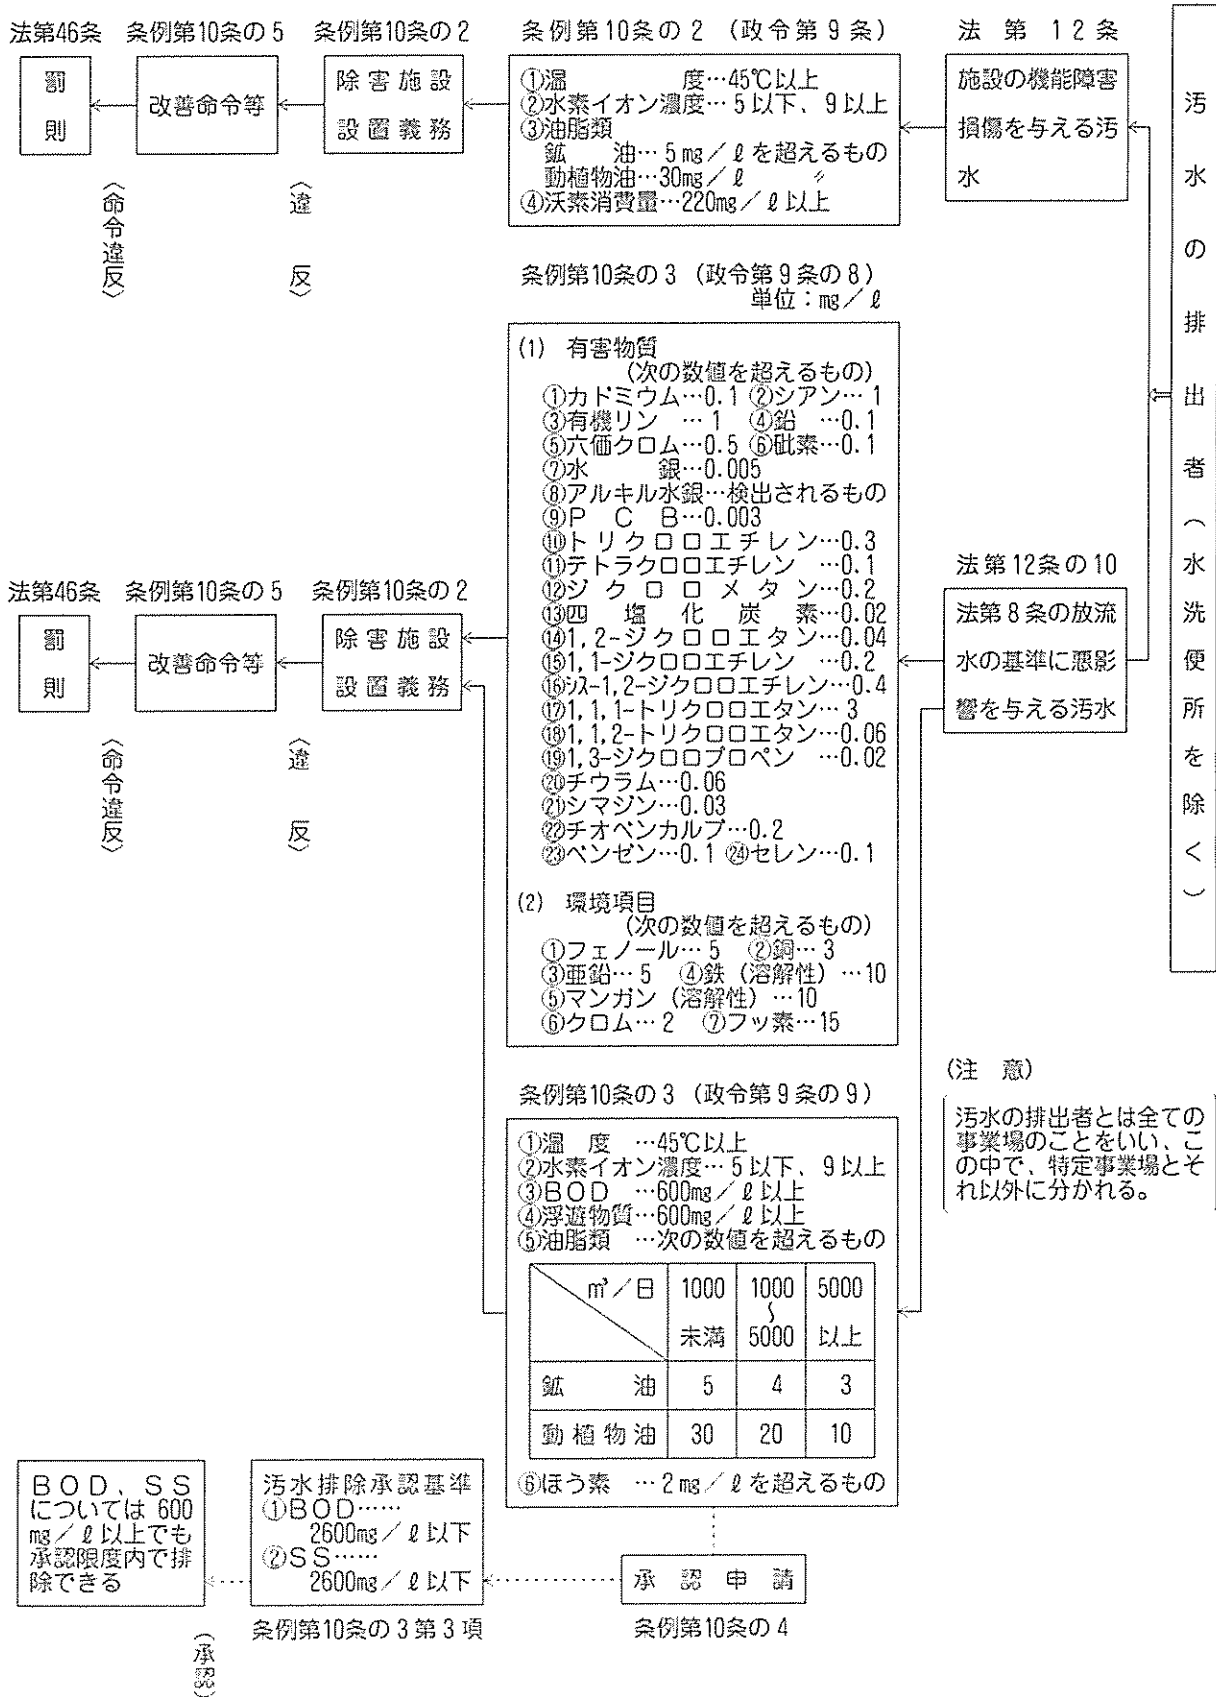 汚水の排出者（水洗便所を除く）
法第12条
施設の機能障害
損傷を与える汚
水
条例第10条の2（政令第9条）
①温　度…45℃以上
②水素イオン濃度…5以下、9以上
③油脂類
鉱　油…5mg／ℓを超えるもの
動植物油…30mg／ℓ　〃
④沃素消費量…220mg／ℓ以上
条例第10条の2
除害施設
設置義務
条例第10条の5
改善命令等
法第46条
罰
則
〈違　反〉
〈命令違反〉
法第12条の10
法第8条の放流
水の基準に悪影
響を与える汚水
条例第10条の3（政令第9条の8）
単位：mg／ℓ
(1) 有害物質
（次の数値を超えるもの）
①カドミウム…0.1 ②シアン…1
③有機リン …1 ④鉛 …0.1
⑤六価クロム…0.5 ⑥砒素…0.1
⑦水　銀…0.005
⑧アルキル水銀…検出されるもの
⑨ＰＣＢ…0.003
⑩トリクロロエチレン…0.3
⑪テトラクロロエチレン…0.1
⑫ジクロロメタン…0.2
⑬四塩化炭素…0.02
⑭1,2-ジクロロエタン…0.04
⑮1,1-ジクロロエチレン…0.2
⑯シス-1,2-ジクロロエチレン…0.4
⑰1,1,1-トリクロロエタン…3
⑱1,1,2-トリクロロエタン…0.06
⑲1,3-ジクロロプロペン…0.02
⑳チウラム…0.06
㉑シマジン…0.03
㉒チオベンカルブ…0.2
㉓ベンゼン…0.1 ㉔セレン…0.1
(2) 環境項目
（次の数値を超えるもの）
①フェノール…5 ②銅…3
③亜鉛…5 ④鉄（溶解性）…10
⑤マンガン（溶解性）…10
⑥クロム…2 ⑦フッ素…15
条例第10条の2
除害施設
設置義務
条例第10条の5
改善命令等
法第46条
罰
則
〈違　反〉
〈命令違反〉
（注　意）
汚水の排出者とは全ての
事業場のことをいい、こ
の中で、特定事業場とそ
れ以外に分かれる。
条例第10条の3（政令第9条の9）
①温　度 …45℃以上
②水素イオン濃度…5以下、9以上
③ＢＯＤ …600mg／ℓ以上
④浮遊物質…600mg／ℓ以上
⑤油脂類 …次の数値を超えるもの
㎥／日 1000未満 1000〜5000 5000以上
鉱　油 5 4 3
動植物油 30 20 10
⑥ほう素 …2mg／ℓを超えるもの
承認申請
条例第10条の4
汚水排除承認基準
①ＢＯＤ……
2600mg／ℓ以下
②ＳＳ……
2600mg／ℓ以下
条例第10条の3第3項
ＢＯＤ、ＳＳ
については 600
mg／ℓ以上でも
承認限度内で排
除できる
（承認）